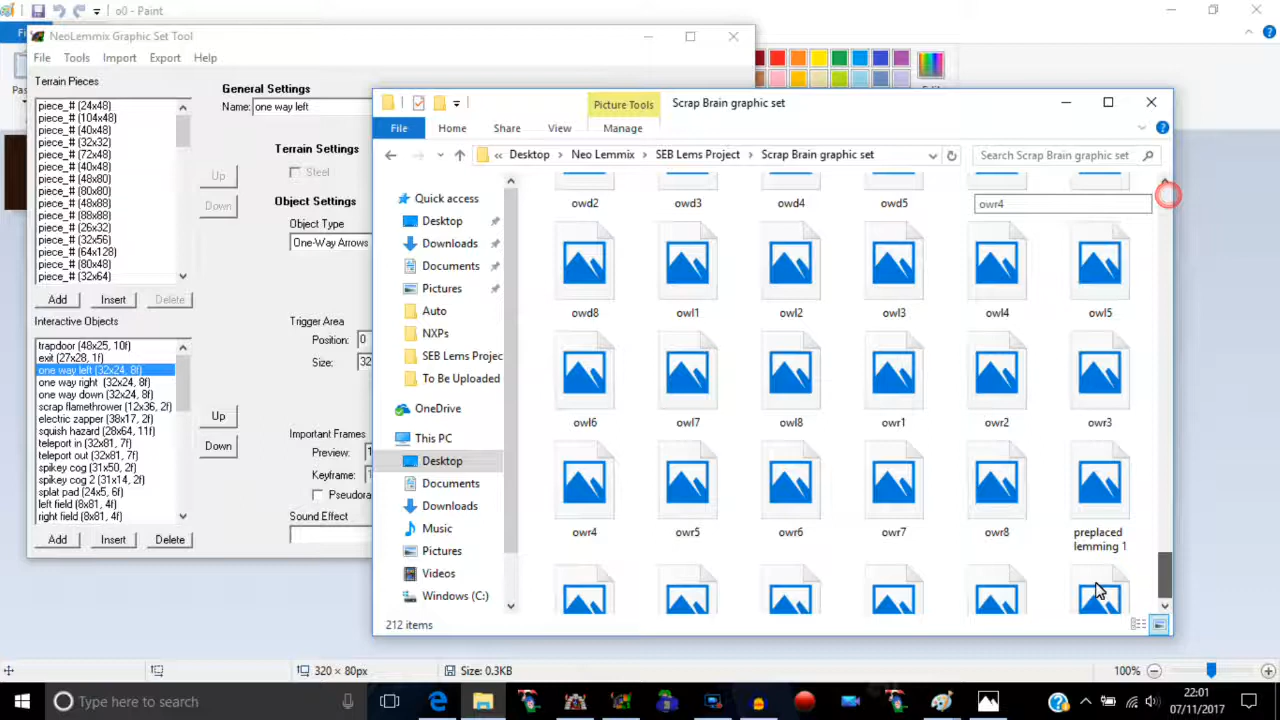 o0 - Paint
NeoLemmix Graphic Set Tool
File Tools Import Export Help
Terrain Pieces
piece_# (24x48)
piece_# (104x48)
piece_# (40x48)
piece_# (32x32)
piece_# (72x48)
piece_# (40x48)
piece_# (48x80)
piece_# (80x80)
piece_# (48x88)
piece_# (88x88)
piece_# (26x32)
piece_# (32x56)
piece_# (64x128)
piece_# (80x48)
piece_# (32x64)
Add Insert Delete
Up
Down
Interactive Objects
trapdoor (48x25, 10f)
exit (27x28, 1f)
one way left (32x24, 8f)
one way right (32x24, 8f)
one way down (32x24, 8f)
scrap flamethrower (12x36, 2f)
electric zapper (38x17, 2f)
squish hazard (28x64, 11f)
teleport in (32x81, 7f)
teleport out (32x81, 7f)
spikey cog (31x50, 2f)
spikey cog 2 (31x14, 2f)
splat pad (24x5, 6f)
left field (8x81, 4f)
right field (8x81, 4f)
Add Insert Delete
Up
Down
General Settings
Name: one way left
Terrain Settings
Steel
Object Settings
Object Type
One-Way Arrows
Trigger Area
Position: 0
Size: 32
Important Frames
Preview: 1
Keyframe:
Pseudora
Sound Effect
Picture Tools Scrap Brain graphic set
File Home Share View Manage
« Desktop Neo Lemmix SEB Lems Project Scrap Brain graphic set
Search Scrap Brain graphic set
Quick access
Desktop
Downloads
Documents
Pictures
Auto
NXPs
SEB Lems Projec
To Be Uploaded
OneDrive
This PC
Desktop
Documents
Downloads
Music
Pictures
Videos
Windows (C:)
owd2 owd3 owd4 owd5 owr4
owd8 owl1 owl2 owl3 owl4 owl5
owl6 owl7 owl8 owr1 owr2 owr3
owr4 owr5 owr6 owr7 owr8 preplaced
lemming 1
212 items
320 × 80px
Size: 0.3KB
100%
Type here to search
22:01
07/11/2017